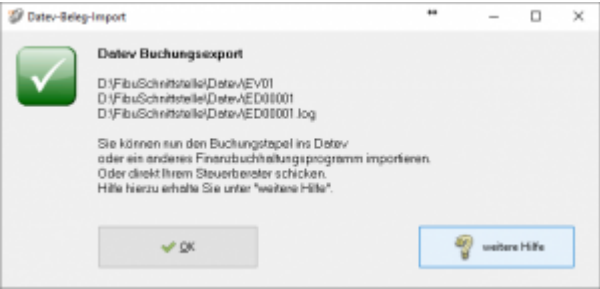 Datev-Beleg-Import
Datev Buchungsexport
D:\FibuSchnittstelle\Datev\EV01
D:\FibuSchnittstelle\Datev\ED00001
D:\FibuSchnittstelle\Datev\ED00001.log
Sie können nun den Buchungstapel ins Datev
oder ein anderes Finanzbuchhaltungsprogramm importieren.
Oder direkt Ihrem Steuerberater schicken.
Hilfe hierzu erhalte Sie unter "weitere Hilfe".
OK
weitere Hilfe